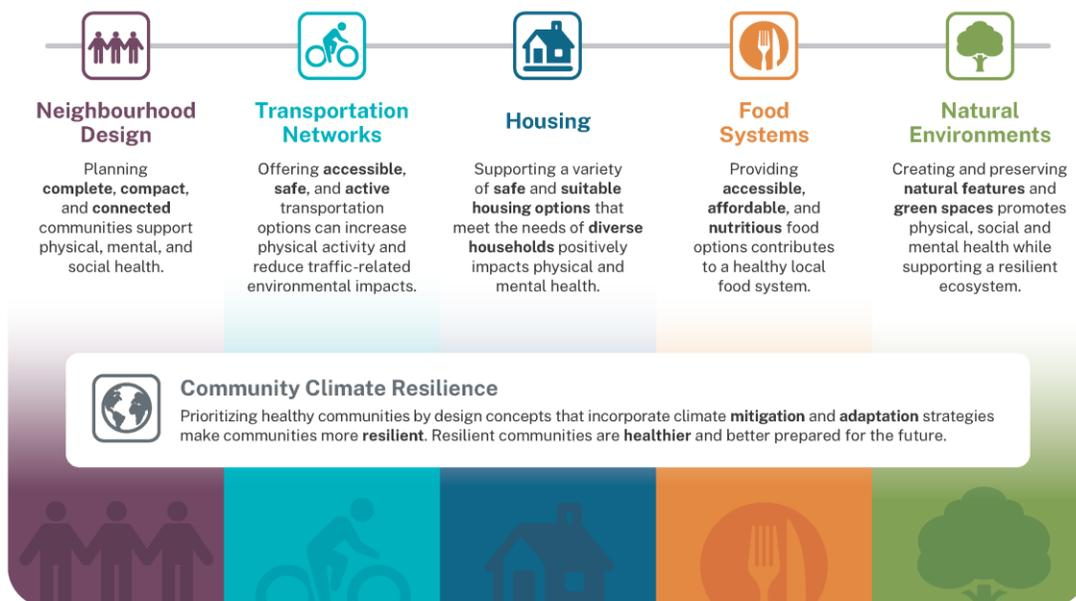 Neighbourhood
Design
Planning
complete, compact,
and connected
communities support
physical, mental, and
social health.
Transportation
Networks
Offering accessible,
safe, and active
transportation
options can increase
physical activity and
reduce traffic-related
environmental impacts.
Housing
Supporting a variety
of safe and suitable
housing options that
meet the needs of diverse
households positively
impacts physical and
mental health.
Food
Systems
Providing
accessible,
affordable, and
nutritious food
options contributes
to a healthy local
food system.
Natural
Environments
Creating and preserving
natural features and
green spaces promotes
physical, social and
mental health while
supporting a resilient
ecosystem.
Community Climate Resilience
Prioritizing healthy communities by design concepts that incorporate climate mitigation and adaptation strategies
make communities more resilient. Resilient communities are healthier and better prepared for the future.